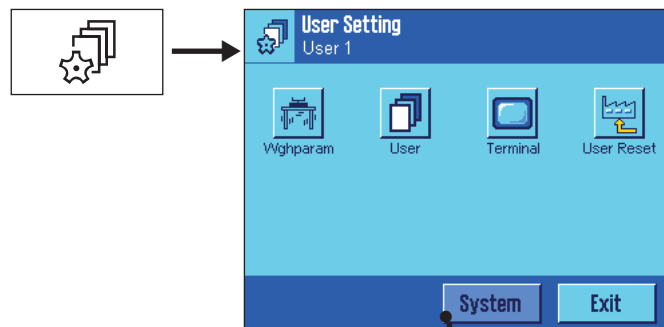 User Setting
User 1
Wghparam User Terminal User Reset
System Exit